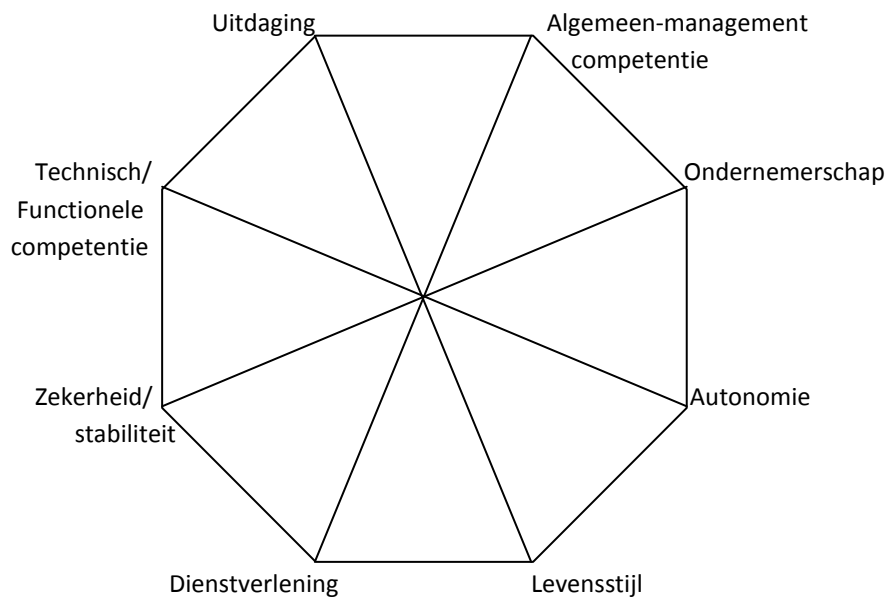 Uitdaging
Algemeen-management
competentie
Technisch/
Functionele
competentie
Ondernemerschap
Zekerheid/
stabiliteit
Autonomie
Dienstverlening
Levensstijl